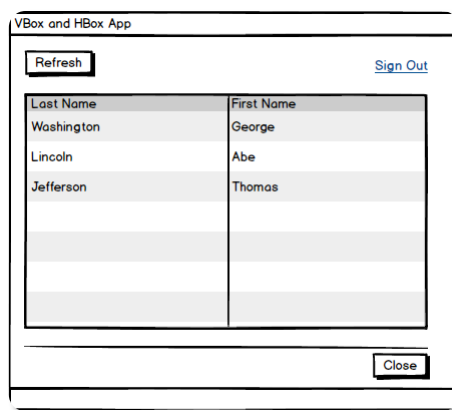 VBox and HBox App
Refresh
Sign Out
Last Name First Name
Washington George
Lincoln Abe
Jefferson Thomas
Close